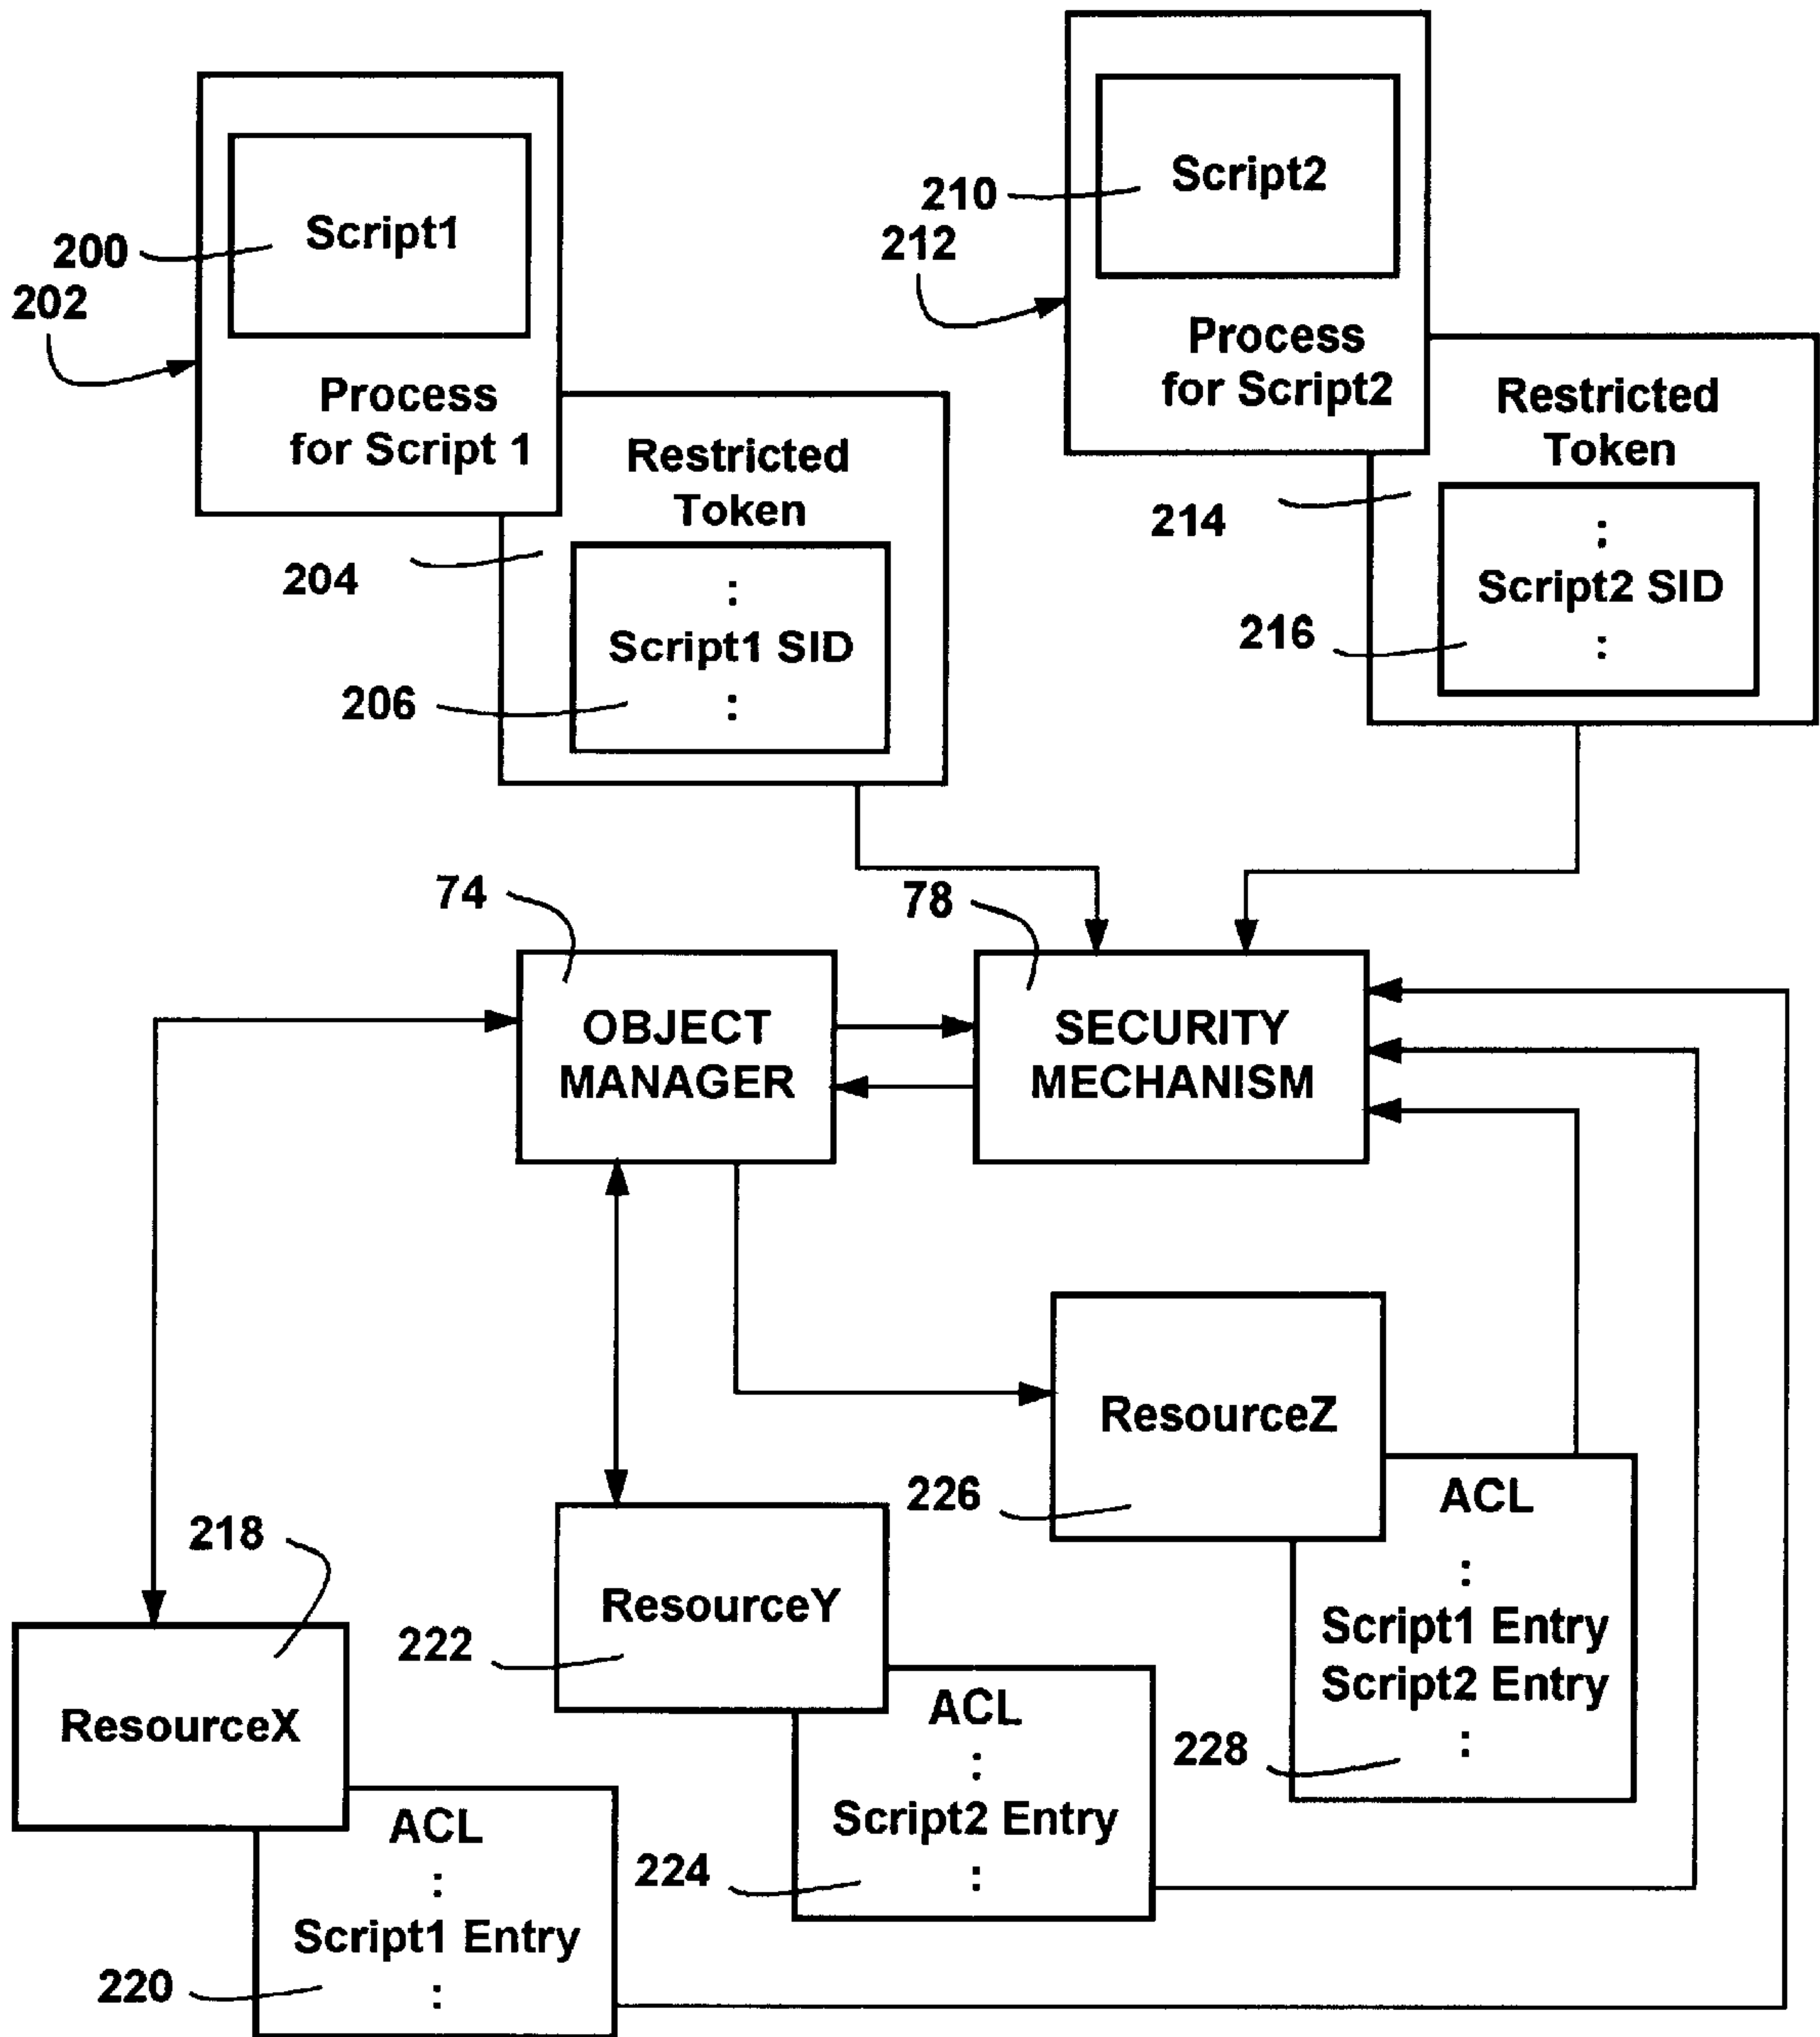 Script1
200
202
Process
for Script 1
Restricted
Token
204
:
Script1 SID
:
206
Script2
210
212
Process
for Script2
Restricted
Token
214
:
Script2 SID
:
216
74
OBJECT
MANAGER
78
SECURITY
MECHANISM
ResourceZ
226
ACL
:
Script1 Entry
Script2 Entry
:
228
ResourceY
222
ACL
:
Script2 Entry
:
224
218
ResourceX
ACL
:
Script1 Entry
:
220